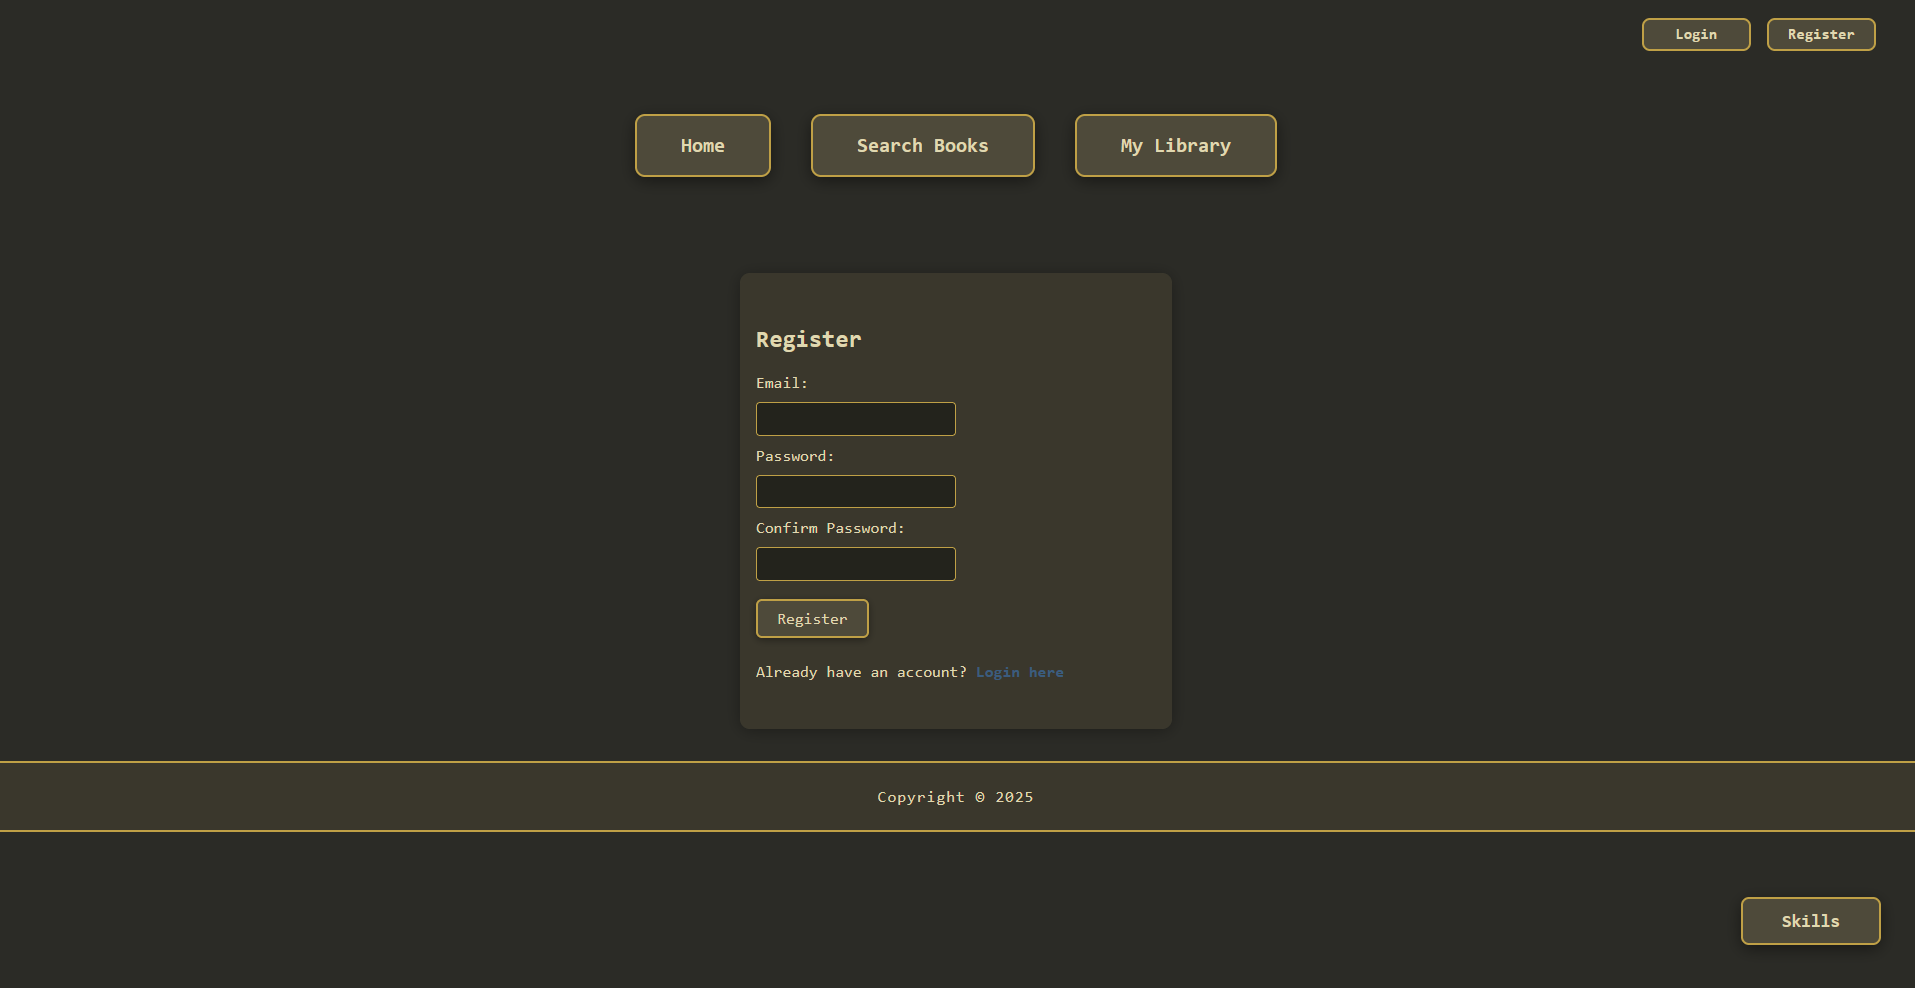 Login Register
Home Search Books My Library
Register
Email:
Password:
Confirm Password:
Register
Already have an account? Login here
Copyright © 2025
Skills